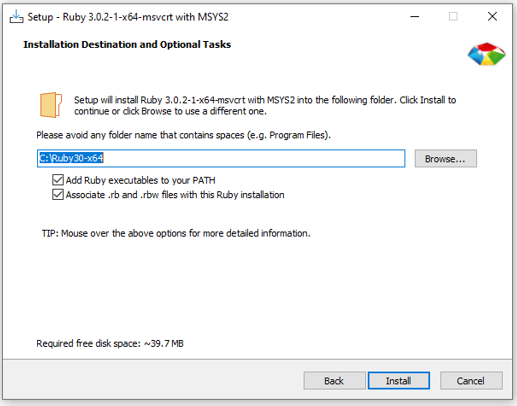 Setup - Ruby 3.0.2-1-x64-msvcrt with MSYS2
Installation Destination and Optional Tasks
Setup will install Ruby 3.0.2-1-x64-msvcrt with MSYS2 into the following folder. Click Install to
continue or click Browse to use a different one.
Please avoid any folder name that contains spaces (e.g. Program Files).
C:\Ruby30-x64
Browse...
Add Ruby executables to your PATH
Associate .rb and .rbw files with this Ruby installation
TIP: Mouse over the above options for more detailed information.
Required free disk space: ~39.7 MB
Back
Install
Cancel